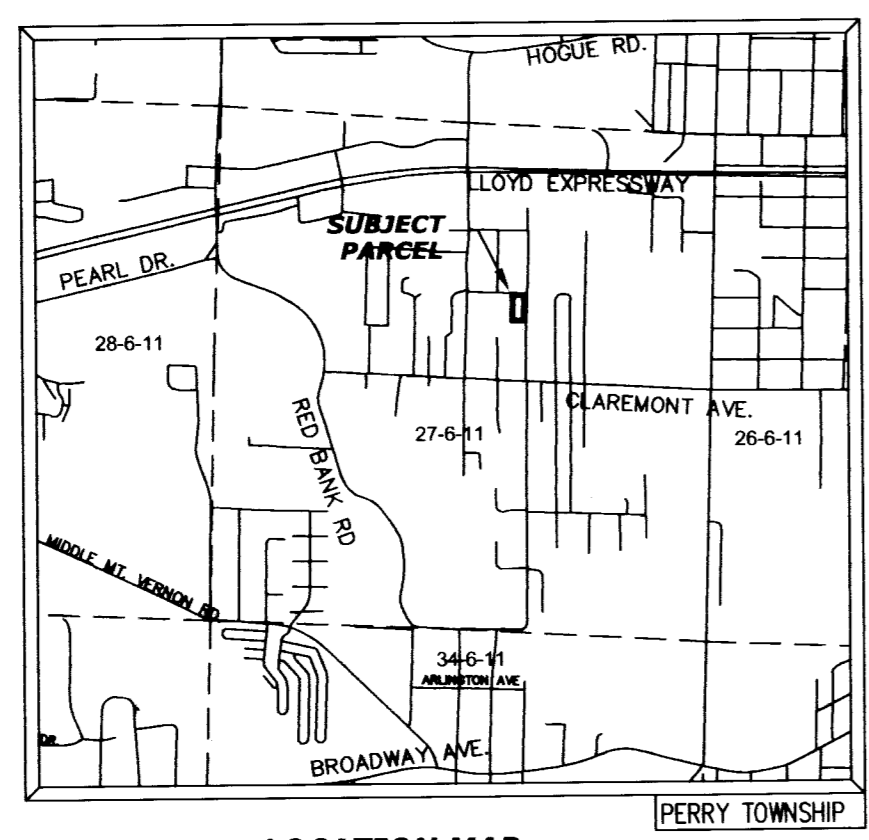 HOGUE RD.
LLOYD EXPRESSWAY
SUBJECT
PARCEL
PEARL DR.
28-6-11
RED BANK RD
CLAREMONT AVE.
27-6-11
26-6-11
MIDDLE MT. VERNON RD
34-6-11
ARLINGTON AVE
DR
BROADWAY AVE.
PERRY TOWNSHIP
LOCATION MAP